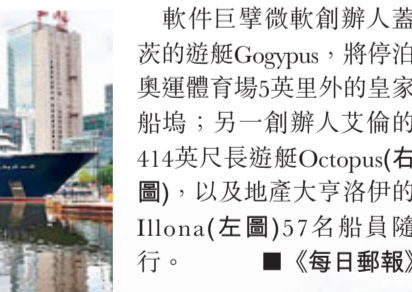 軟件巨擘微軟創辦人蓋
茨的遊艇Gogypus，將停泊
奧運體育場5英里外的皇家
船塢；另一創辦人艾倫的
414英尺長遊艇Octopus(右
圖)，以及地產大亨洛伊的
Illona(左圖)57名船員隨
行。 ■《每日郵報》